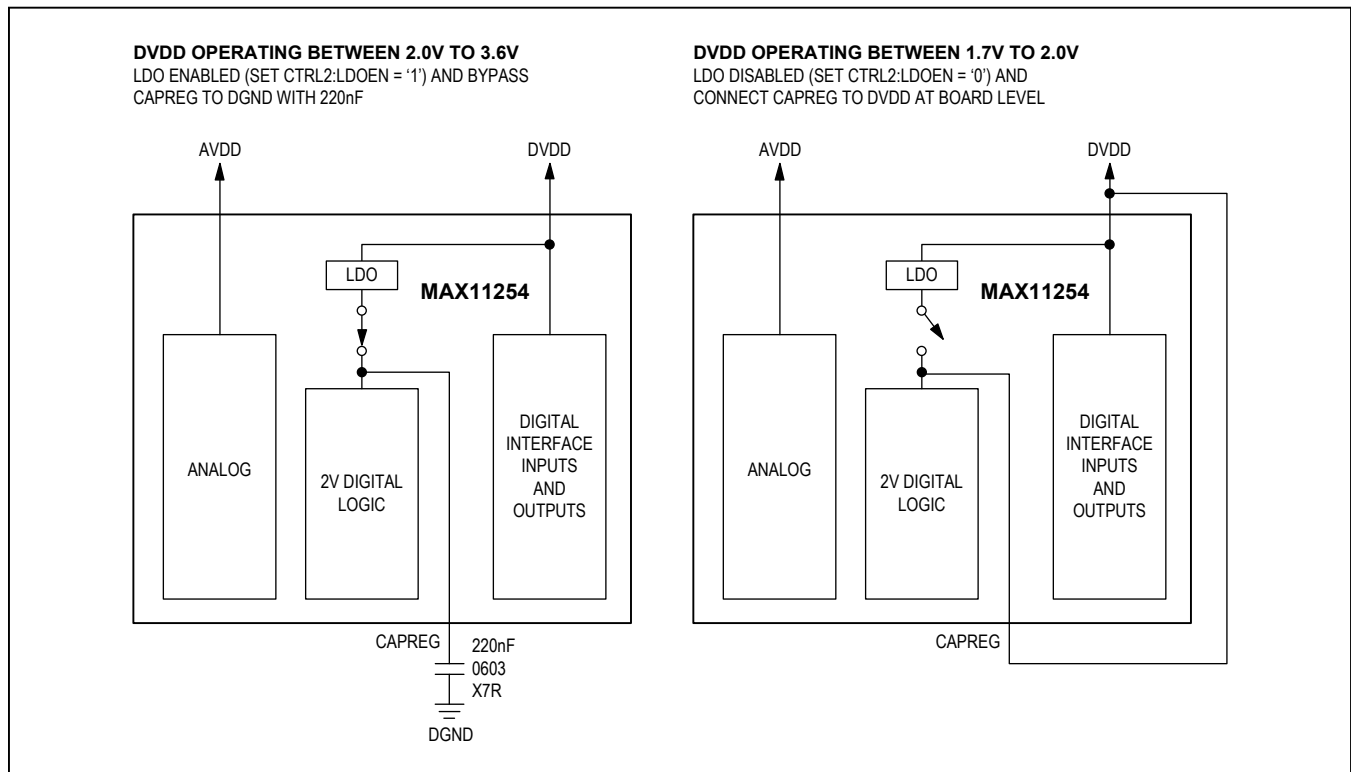 DVDD OPERATING BETWEEN 2.0V TO 3.6V
LDO ENABLED (SET CTRL2:LDOEN = ‘1’) AND BYPASS
CAPREG TO DGND WITH 220nF
AVDD
DVDD
LDO
MAX11254
ANALOG
2V DIGITAL
LOGIC
DIGITAL
INTERFACE
INPUTS
AND
OUTPUTS
CAPREG
220nF
0603
X7R
DGND
DVDD OPERATING BETWEEN 1.7V TO 2.0V
LDO DISABLED (SET CTRL2:LDOEN = ‘0’) AND
CONNECT CAPREG TO DVDD AT BOARD LEVEL
AVDD
DVDD
LDO
MAX11254
ANALOG
2V DIGITAL
LOGIC
DIGITAL
INTERFACE
INPUTS
AND
OUTPUTS
CAPREG